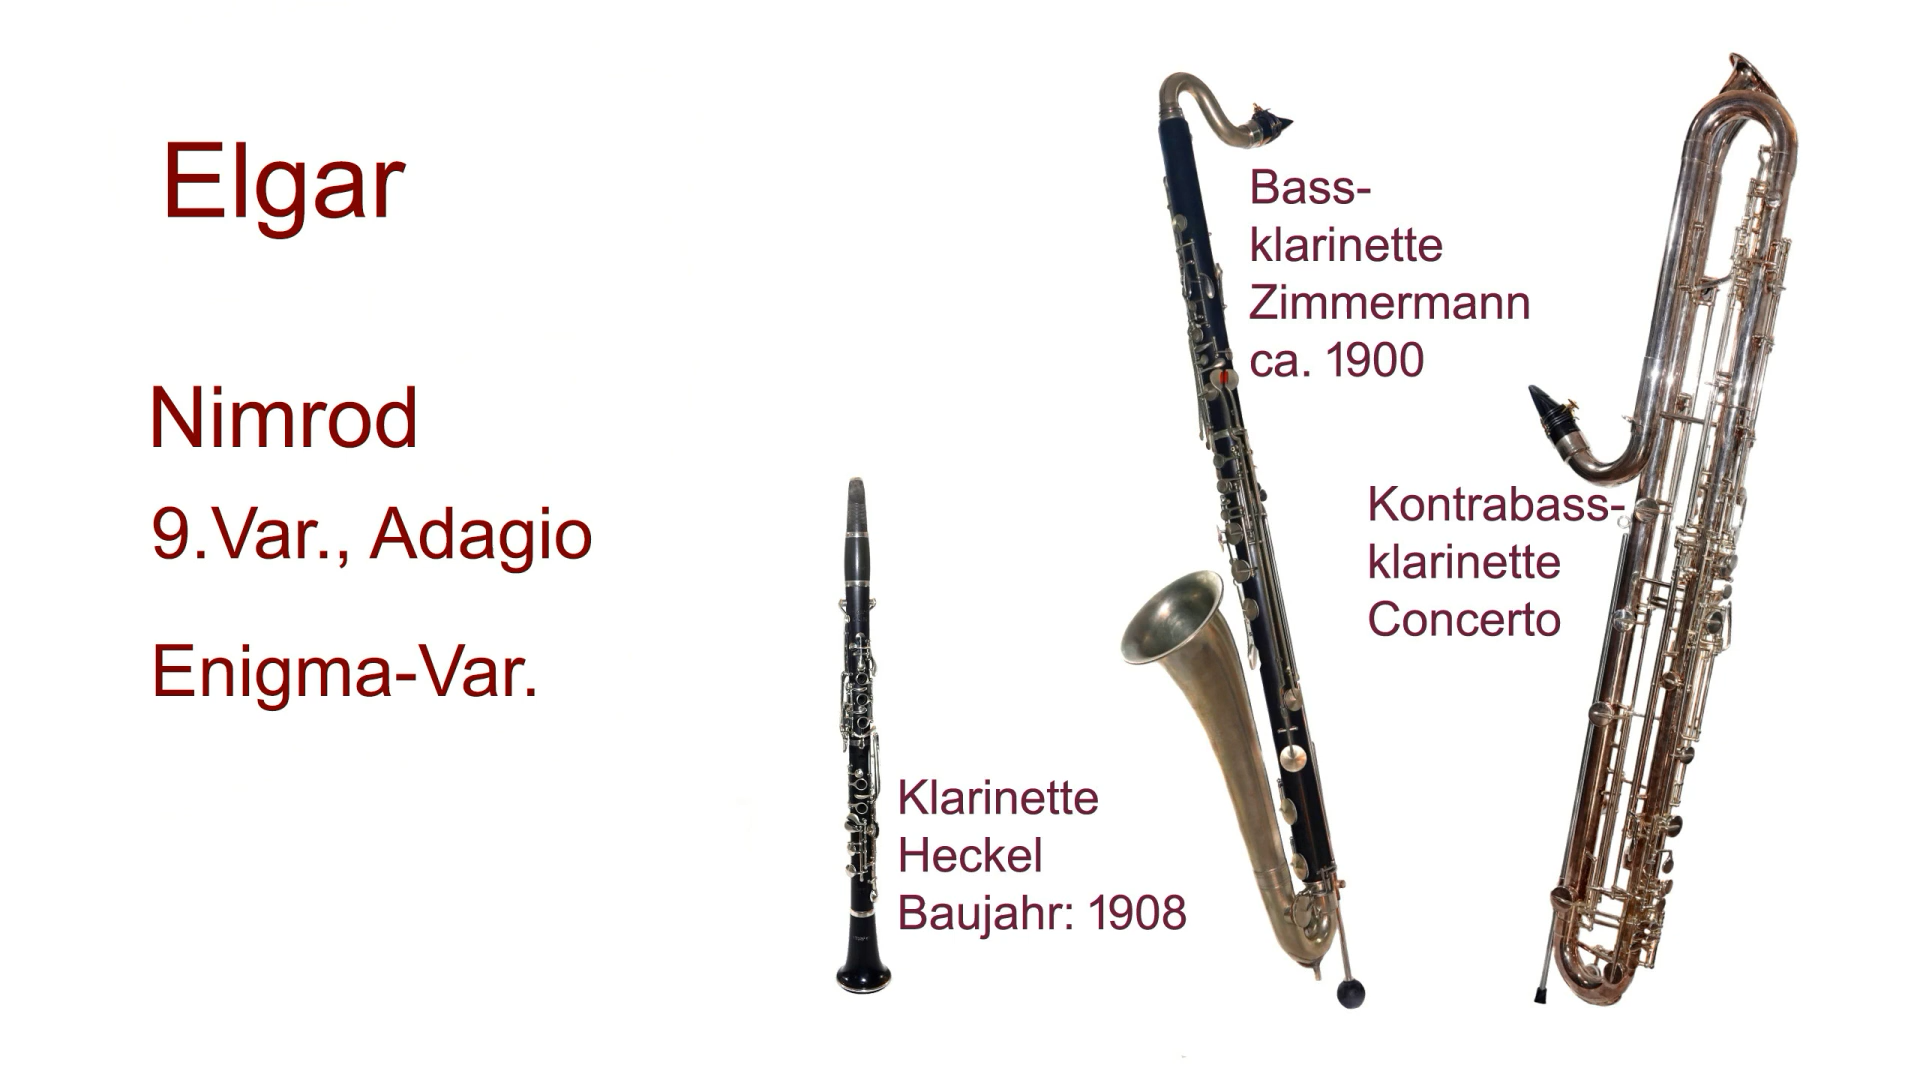 Elgar
Nimrod
9.Var., Adagio
Enigma-Var.
Bass-
klarinette
Zimmermann
ca. 1900
Kontrabass-
klarinette
Concerto
Klarinette
Heckel
Baujahr: 1908